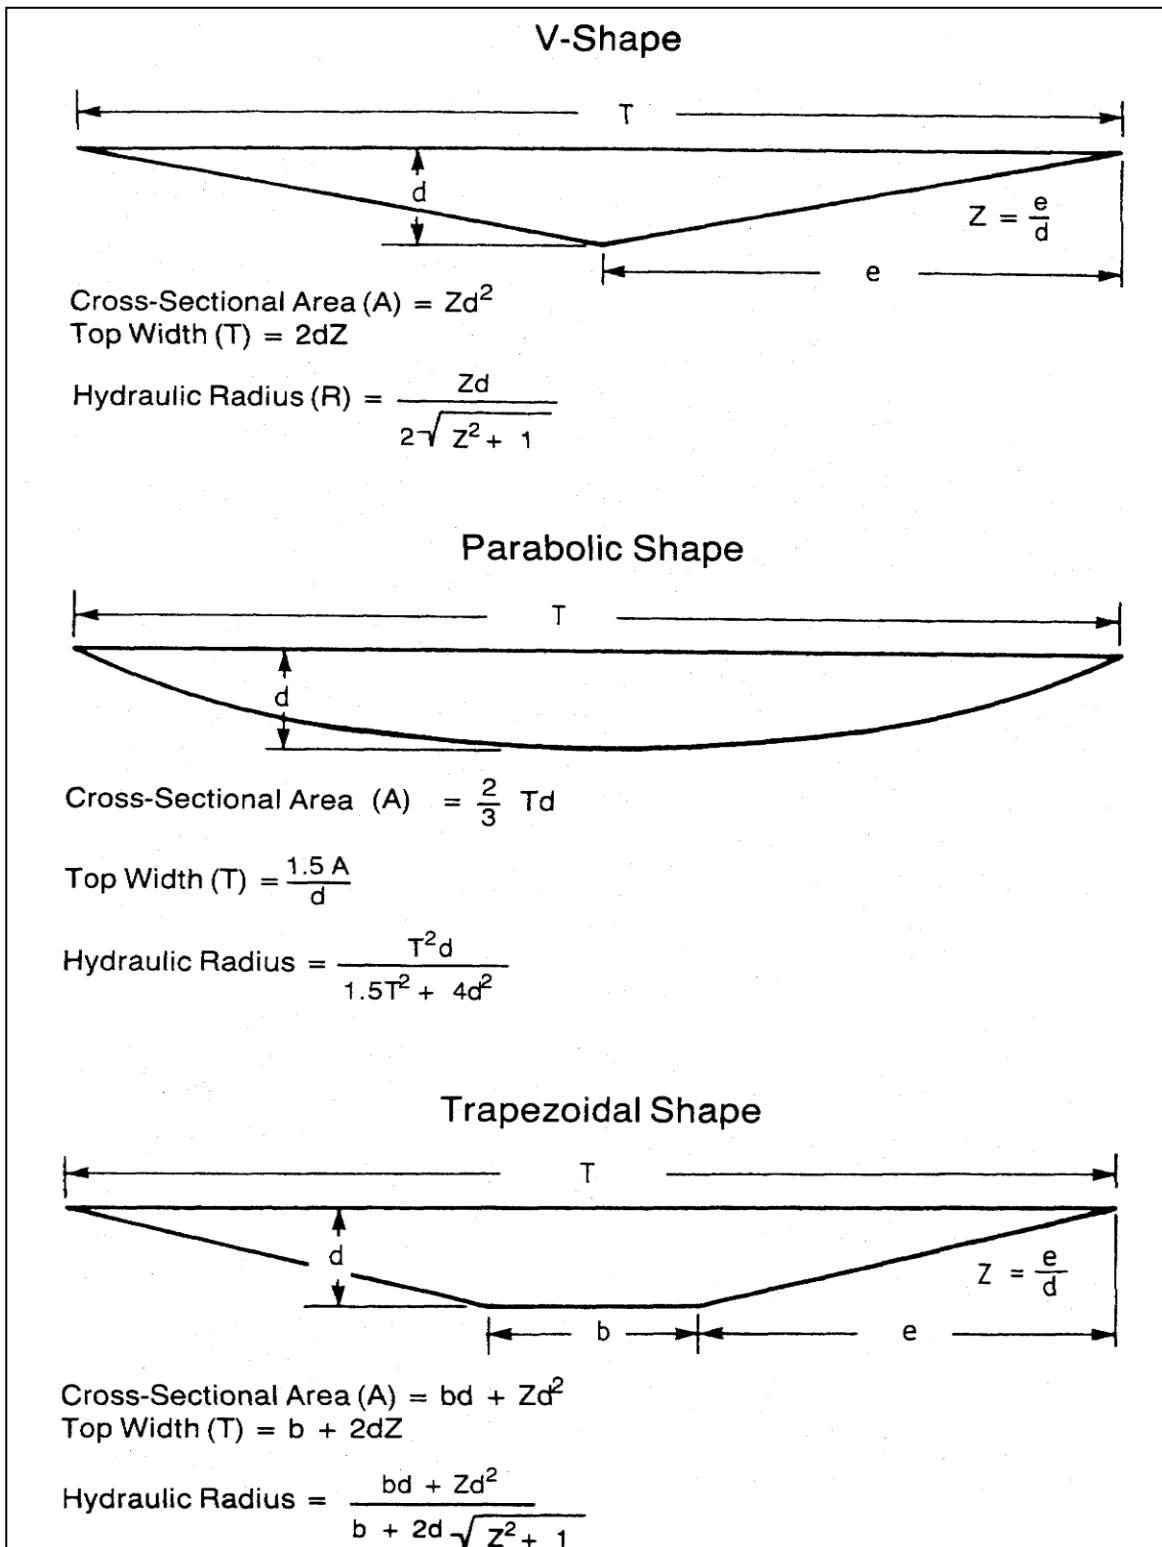 V-Shape
T
d
Z = e/d
e
Cross-Sectional Area (A) = Zd²
Top Width (T) = 2dZ
Hydraulic Radius (R) = Zd / 2√(Z² + 1)
Parabolic Shape
T
d
Cross-Sectional Area (A) = 2/3 Td
Top Width (T) = 1.5 A / d
Hydraulic Radius = T²d / 1.5T² + 4d²
Trapezoidal Shape
T
d
Z = e/d
b
e
Cross-Sectional Area (A) = bd + Zd²
Top Width (T) = b + 2dZ
Hydraulic Radius = bd + Zd² / b + 2d√(Z² + 1)